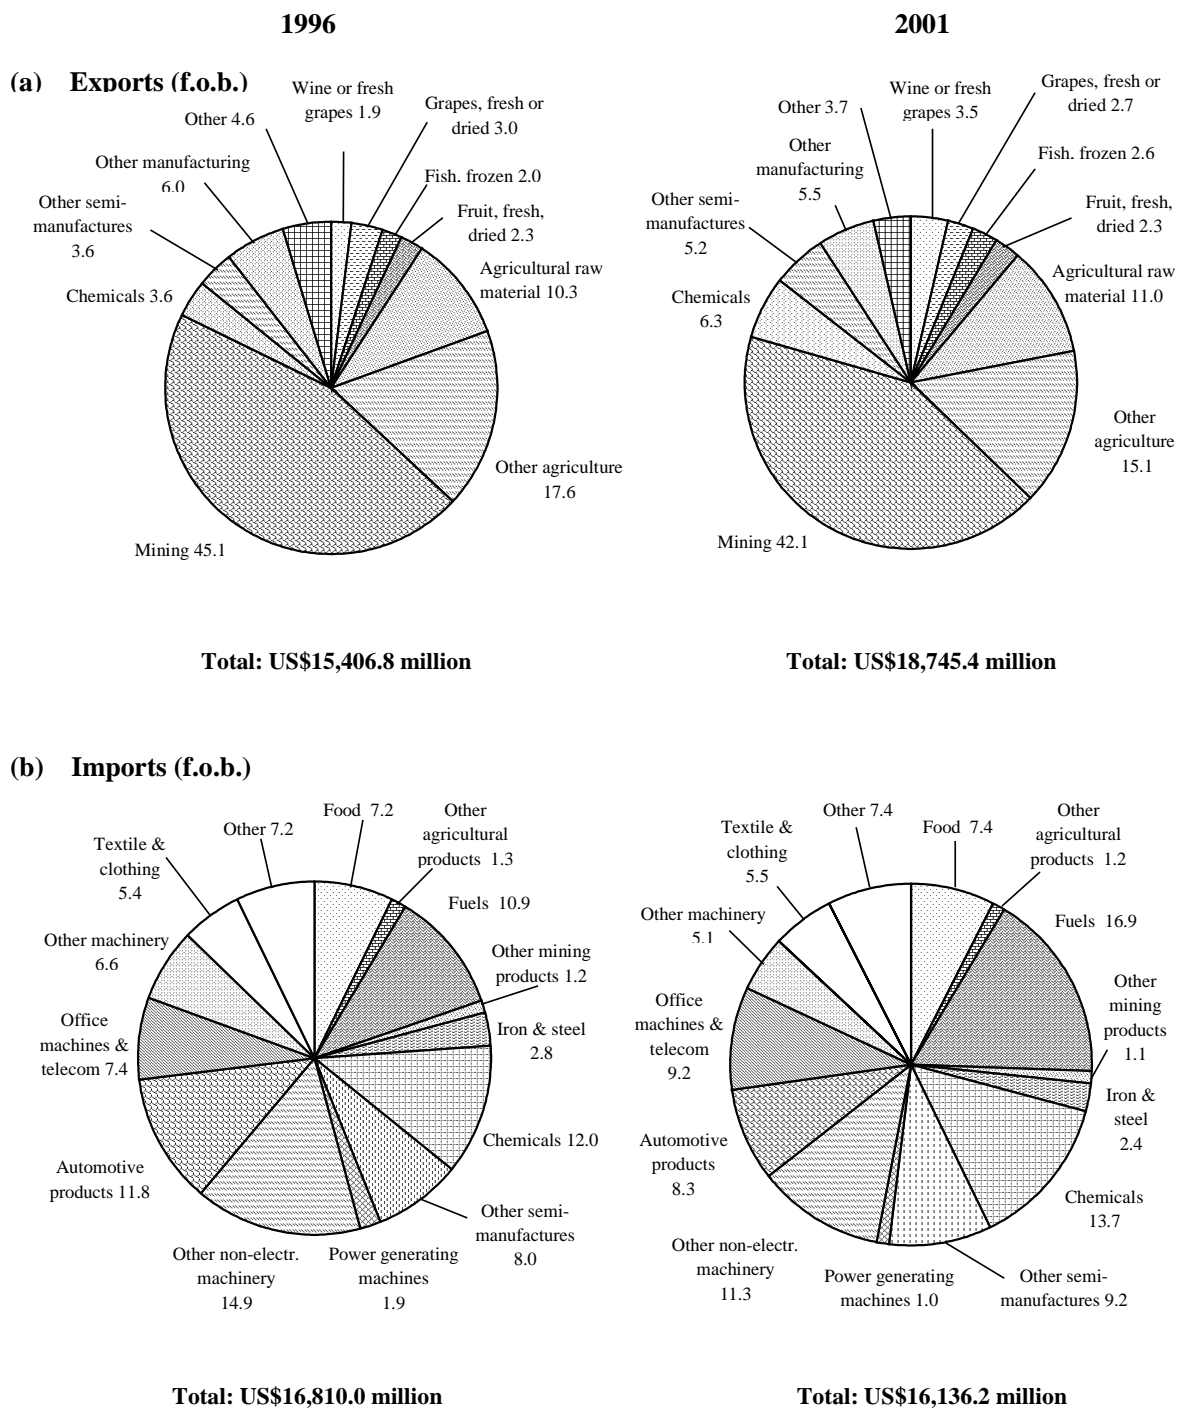 1996
2001
(a) Exports (f.o.b.)
Wine or fresh
grapes 1.9
Grapes, fresh or
dried 3.0
Other 4.6
Other manufacturing
6.0
Fish. frozen 2.0
Other semi-
manufactures
3.6
Fruit, fresh,
dried 2.3
Agricultural raw
material 10.3
Chemicals 3.6
Other agriculture
17.6
Mining 45.1
Total: US$15,406.8 million
Wine or fresh
grapes 3.5
Grapes, fresh or
dried 2.7
Other 3.7
Other
manufacturing
5.5
Fish. frozen 2.6
Other semi-
manufactures
5.2
Fruit, fresh,
dried 2.3
Agricultural raw
material 11.0
Chemicals
6.3
Other
agriculture
15.1
Mining 42.1
Total: US$18,745.4 million
(b) Imports (f.o.b.)
Food 7.2
Other
agricultural
products 1.3
Other 7.2
Textile &
clothing
5.4
Fuels 10.9
Other machinery
6.6
Other mining
products 1.2
Office
machines &
telecom 7.4
Iron & steel
2.8
Chemicals 12.0
Automotive
products 11.8
Other semi-
manufactures
8.0
Other non-electr.
machinery
14.9
Power generating
machines
1.9
Total: US$16,810.0 million
Other 7.4
Food 7.4
Other
agricultural
products 1.2
Textile &
clothing
5.5
Other machinery
5.1
Fuels 16.9
Other
mining
products
1.1
Office
machines &
telecom
9.2
Iron &
steel
2.4
Automotive
products
8.3
Chemicals
13.7
Other non-electr.
machinery
11.3
Power generating
machines 1.0
Other semi-
manufactures 9.2
Total: US$16,136.2 million